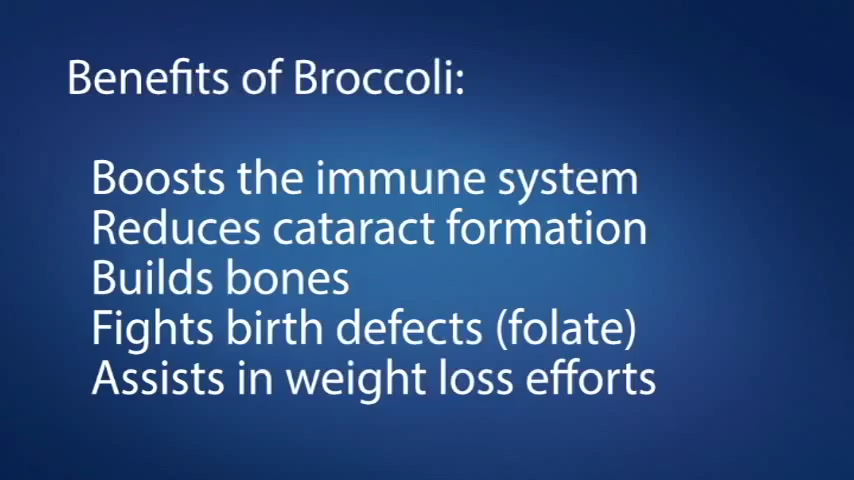 Benefits of Broccoli:
Boosts the immune system
Reduces cataract formation
Builds bones
Fights birth defects (folate)
Assists in weight loss efforts